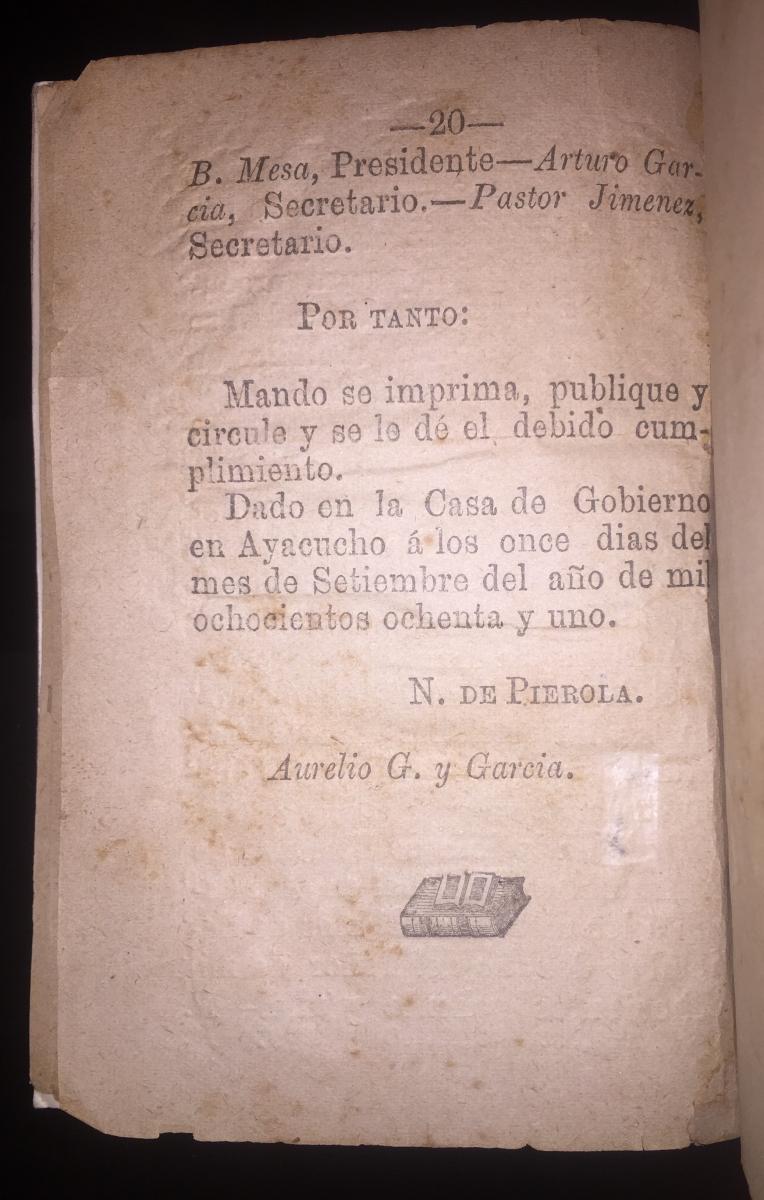 —20—
B. Mesa, Presidente—Arturo Gar-
cia, Secretario.—Pastor Jimenez,
Secretario.
POR TANTO:
Mando se imprima, publique y
circule y se le dé el debido cum-
plimiento.
Dado en la Casa de Gobierno
en Ayacucho á los once dias del
mes de Setiembre del año de mil
ochocientos ochenta y uno.
N. DE PIEROLA.
Aurelio G. y Garcia.